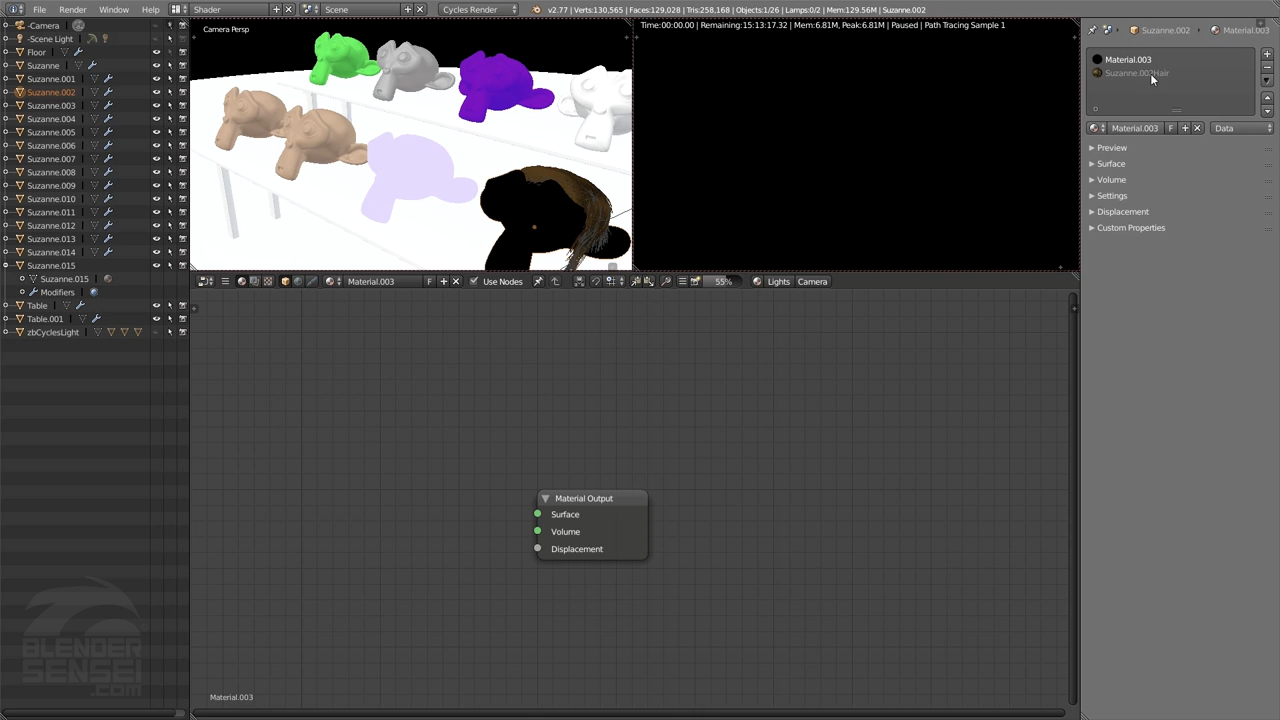 File Render Window Help Shader Scene Cycles Render v2.77 | Verts:130,565 | Faces:129,028 | Tris:258,168 | Objects:1/26 | Lamps:0/2 | Mem:129.56M | Suzanne.002
-Camera
-Scene Light
Floor
Suzanne
Suzanne.001
Suzanne.002
Suzanne.003
Suzanne.004
Suzanne.005
Suzanne.006
Suzanne.007
Suzanne.008
Suzanne.009
Suzanne.010
Suzanne.011
Suzanne.012
Suzanne.013
Suzanne.014
Suzanne.015
Suzanne.015
Modifiers
Table
Table.001
zbCyclesLight
BLENDER
SENSEI
.COM
Camera Persp
Time:00:00.00 | Remaining:15:13:17.32 | Mem:6.81M, Peak:6.81M | Paused | Path Tracing Sample 1
Material.003 F Use Nodes 55% Lights Camera
Material Output
Surface
Volume
Displacement
Material.003
Suzanne.002 Material.003
Material.003
Material.003 F Data
Preview
Surface
Volume
Settings
Displacement
Custom Properties